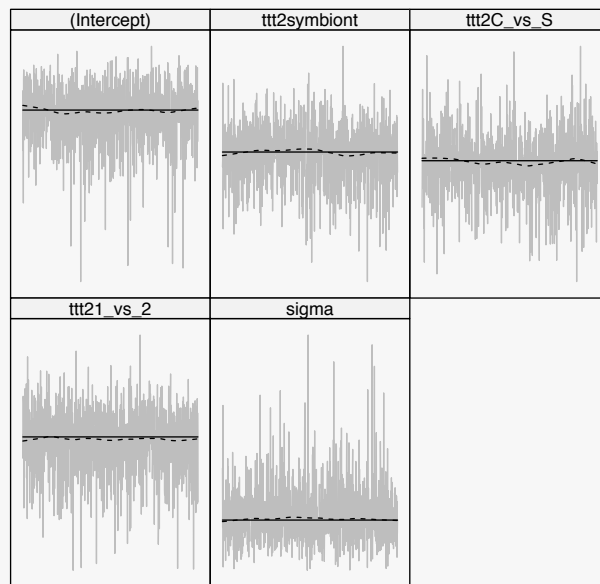 (Intercept)
ttt2symbiont
ttt2C_vs_S
ttt21_vs_2
sigma